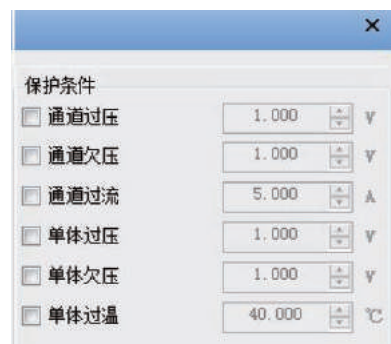 保护条件
通道过压 1.000 V
通道欠压 1.000 V
通道过流 5.000 A
单体过压 1.000 V
单体欠压 1.000 V
单体过温 40.000 ℃